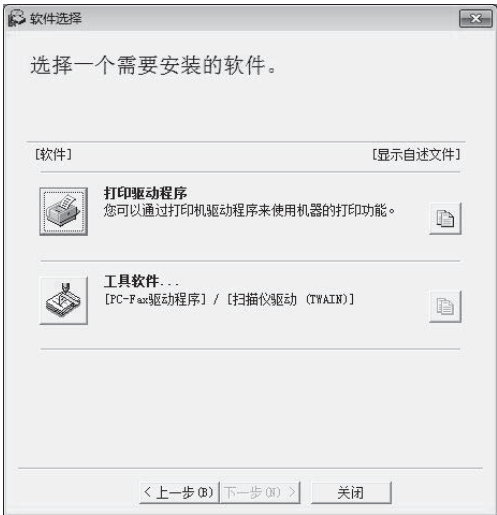 软件选择
选择一个需要安装的软件。
[软件] [显示自述文件]
打印驱动程序
您可以通过打印机驱动程序来使用机器的打印功能。
工具软件...
[PC-Fax驱动程序] / [扫描仪驱动 (TWAIN)]
< 上一步(B) 下一步(N) > 关闭